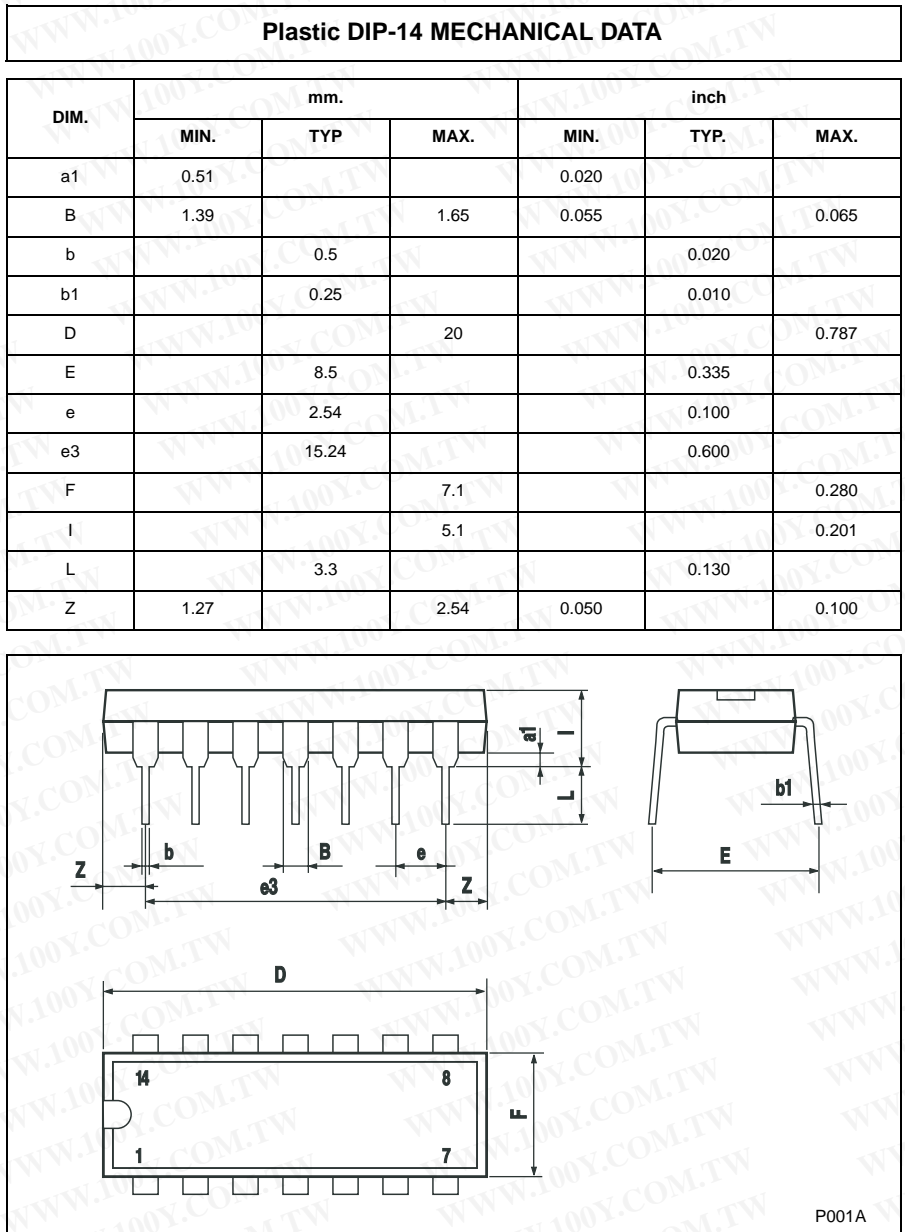 Plastic DIP-14 MECHANICAL DATA
DIM. mm. inch
MIN. TYP MAX. MIN. TYP. MAX.
a1 0.51 0.020
B 1.39 1.65 0.055 0.065
b 0.5 0.020
b1 0.25 0.010
D 20 0.787
E 8.5 0.335
e 2.54 0.100
e3 15.24 0.600
F 7.1 0.280
I 5.1 0.201
L 3.3 0.130
Z 1.27 2.54 0.050 0.100
a1 I
L b1
Z b B e E
e3 Z
D
14 8
F
1 7
P001A
WWW.100Y.COM.TW